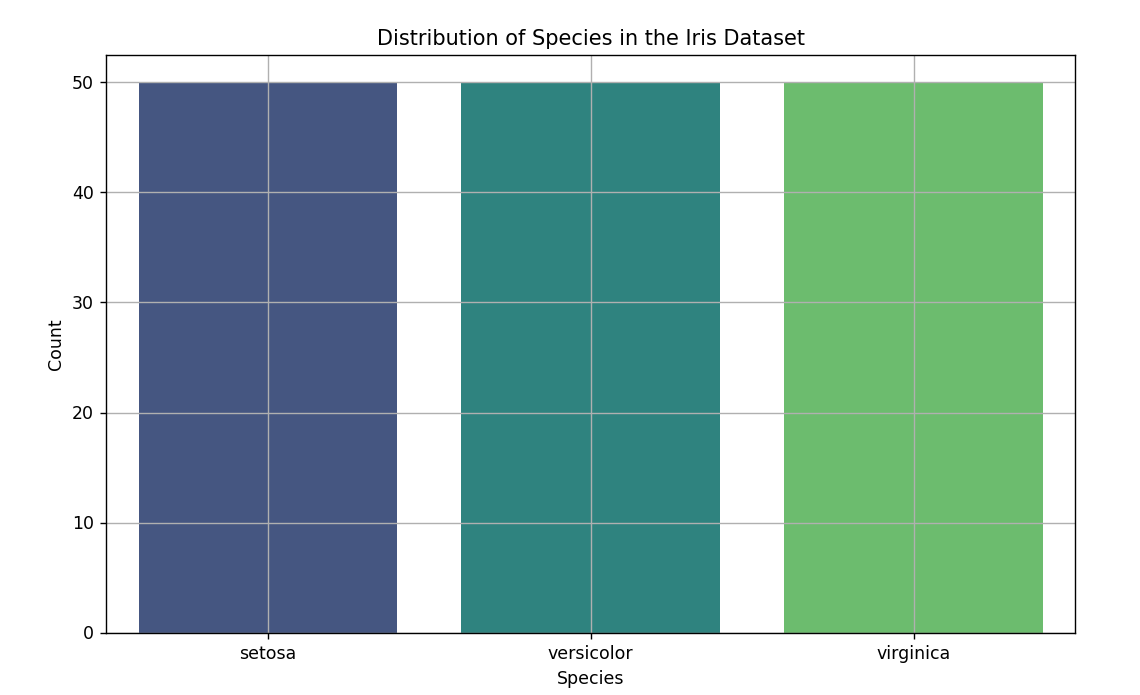 Distribution of Species in the Iris Dataset
50
40
30
20
10
0
Count
setosa versicolor virginica
Species